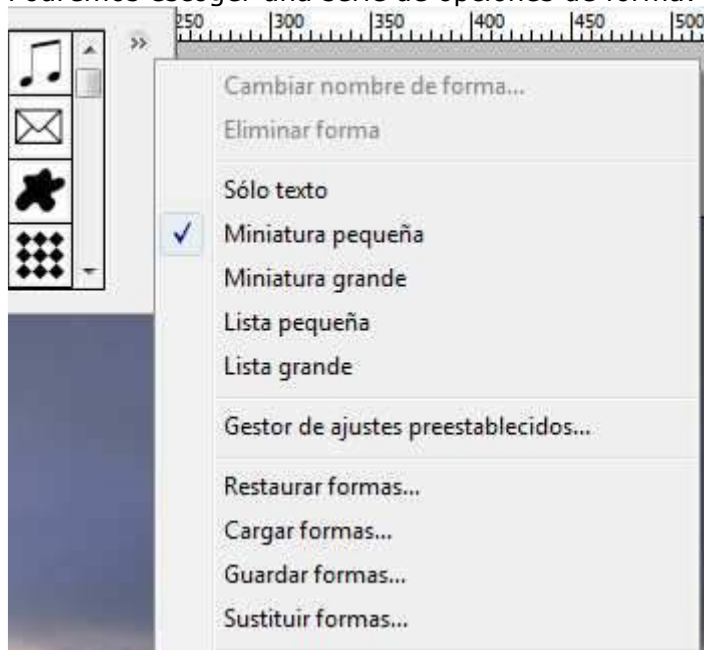 Podremos escoger una serie de opciones de forma.
250 300 350 400 450 500
Cambiar nombre de forma...
Eliminar forma
Sólo texto
Miniatura pequeña
Miniatura grande
Lista pequeña
Lista grande
Gestor de ajustes preestablecidos...
Restaurar formas...
Cargar formas...
Guardar formas...
Sustituir formas...